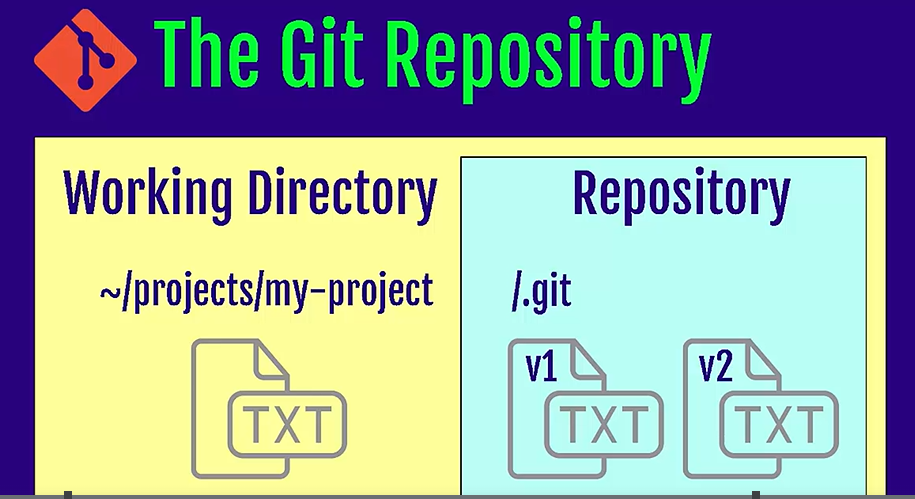 The Git Repository
Working Directory
Repository
~/projects/my-project
/.git
TXT
v1
TXT
v2
TXT